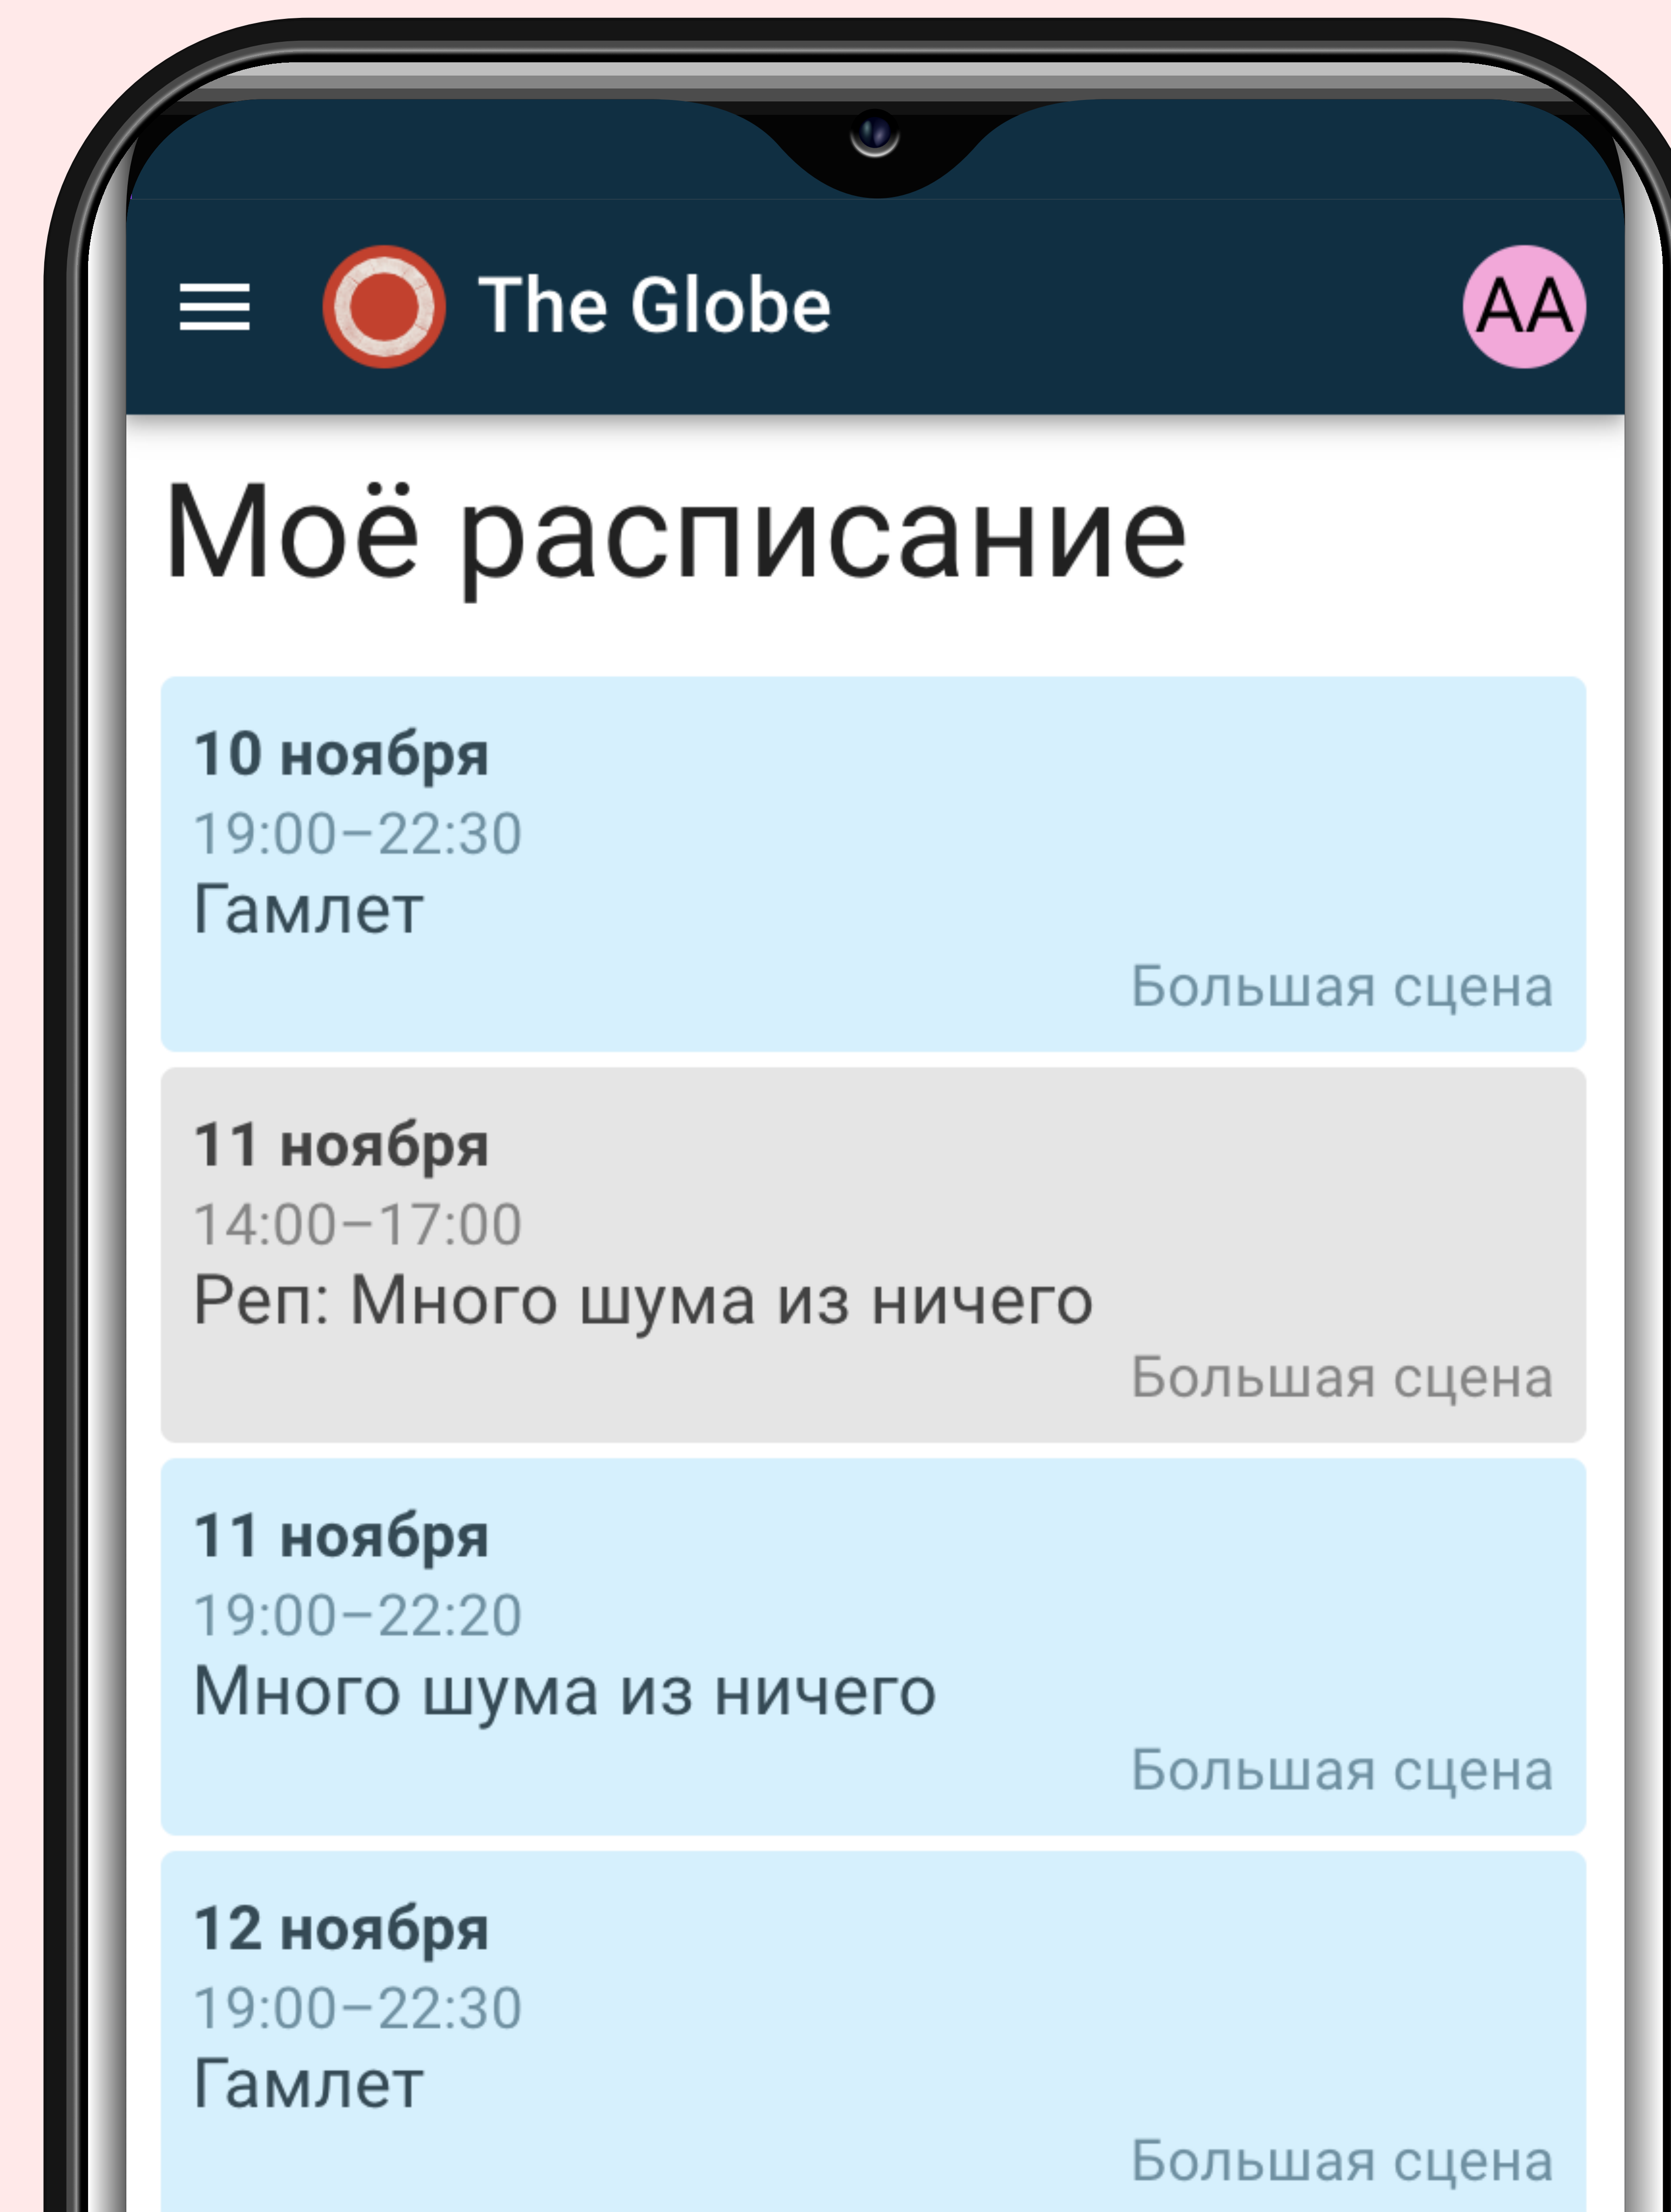 The Globe
AA
Моё расписание
10 ноября
19:00–22:30
Гамлет
Большая сцена
11 ноября
14:00–17:00
Реп: Много шума из ничего
Большая сцена
11 ноября
19:00–22:20
Много шума из ничего
Большая сцена
12 ноября
19:00–22:30
Гамлет
Большая сцена